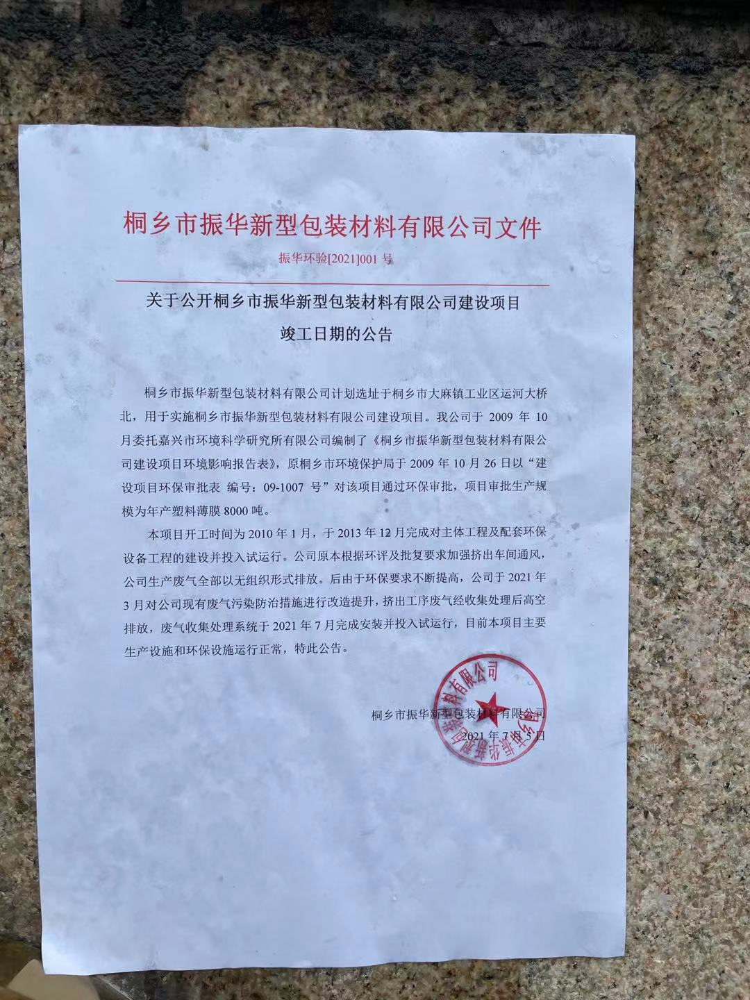 桐乡市振华新型包装材料有限公司文件
振华环验[2021]001 号
关于公开桐乡市振华新型包装材料有限公司建设项目
竣工日期的公告
桐乡市振华新型包装材料有限公司计划选址于桐乡市大麻镇工业区运河大桥
北，用于实施桐乡市振华新型包装材料有限公司建设项目。我公司于 2009 年 10
月委托嘉兴市环境科学研究所有限公司编制了《桐乡市振华新型包装材料有限公
司建设项目环境影响报告表》，原桐乡市环境保护局于 2009 年 10 月 26 日以“建
设项目环保审批表 编号：09-1007 号”对该项目通过环保审批，项目审批生产规
模为年产塑料薄膜 8000 吨。
本项目开工时间为 2010 年 1 月，于 2013 年 12 月完成对主体工程及配套环保
设备工程的建设并投入试运行。公司原本根据环评及批复要求加强挤出车间通风，
公司生产废气全部以无组织形式排放。后由于环保要求不断提高，公司于 2021 年
3 月对公司现有废气污染防治措施进行改造提升，挤出工序废气经收集处理后高空
排放，废气收集处理系统于 2021 年 7 月完成安装并投入试运行，目前本项目主要
生产设施和环保设施运行正常，特此公告。
桐乡市振华新型包装材料有限公司
2021 年 7 月 5 日
桐乡市振华新型包装材料有限公司